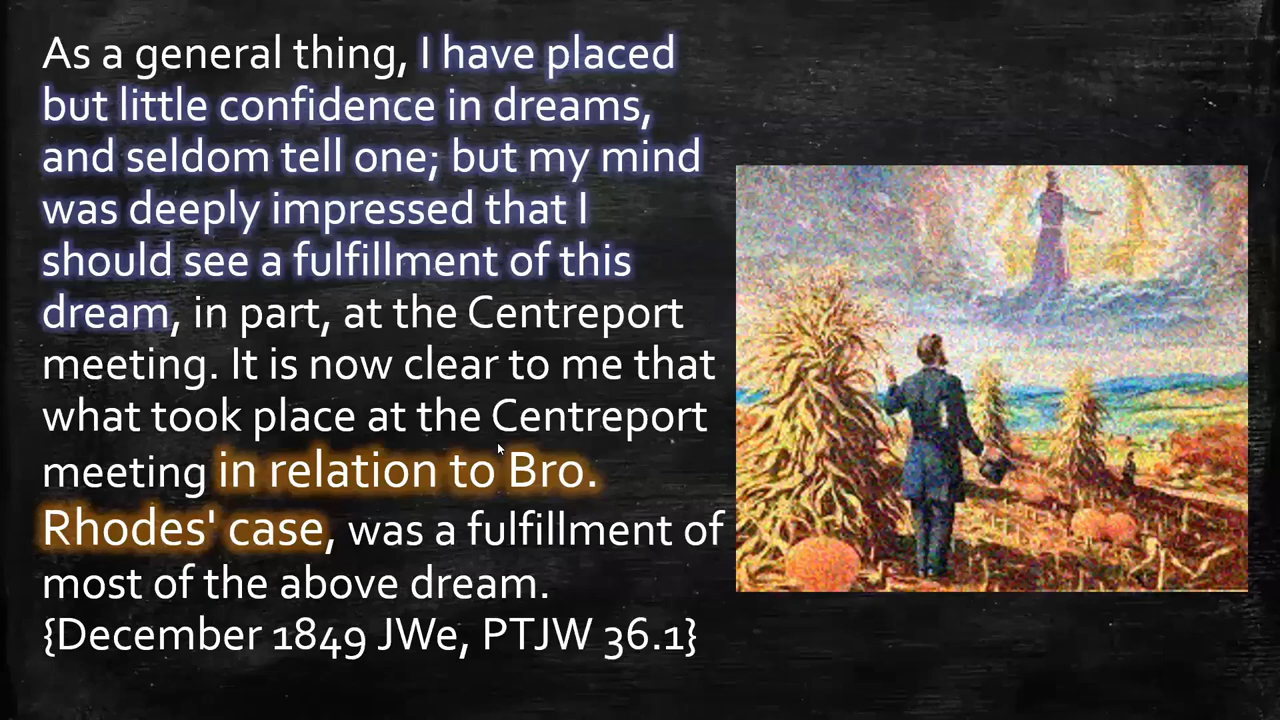 As a general thing, I have placed
but little confidence in dreams,
and seldom tell one; but my mind
was deeply impressed that I
should see a fulfillment of this
dream, in part, at the Centreport
meeting. It is now clear to me that
what took place at the Centreport
meeting in relation to Bro.
Rhodes' case, was a fulfillment of
most of the above dream.
{December 1849 JWe, PTJW 36.1}